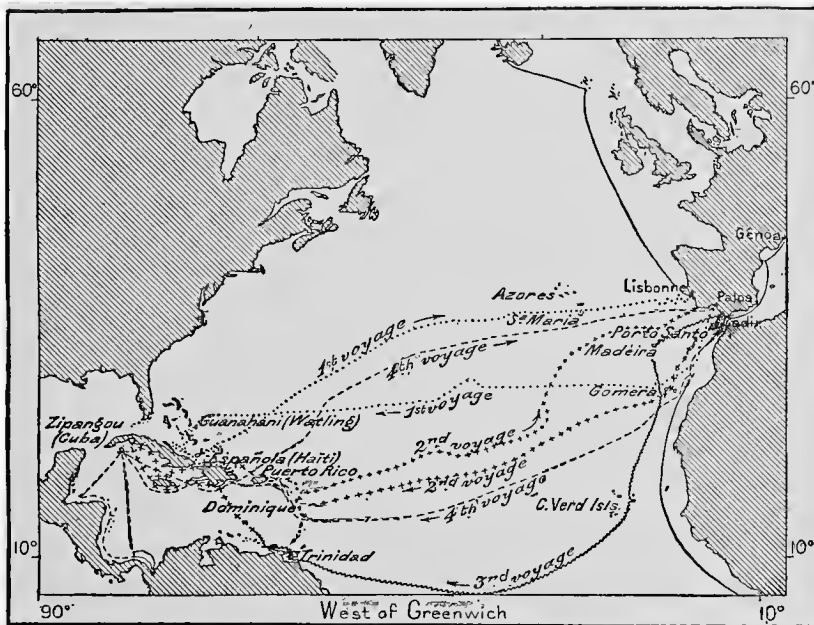 60°
60°
Gênoa
Lisbonne
Palos
Azores
Sta Maria
Cadix
Porto Santo
Madeira
1st voyage
4th voyage
Gomera
Zipangou
(Cuba)
Guanahani (Watling)
1st voyage
Española (Haïti)
2nd voyage
Puerto Rico
2nd voyage
Dominique
4th voyage
C. Verd Isls
10°
Trinidad
10°
3rd voyage
90°
West of Greenwich
10°